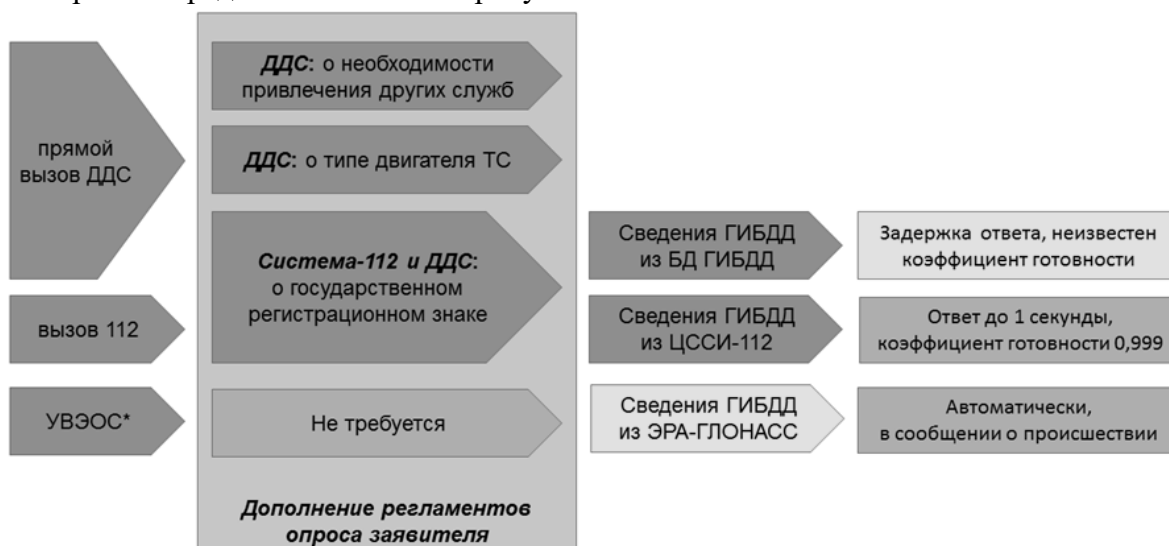 прямой
вызов ДДС
вызов 112
УВЭОС*
ДДС: о необходимости
привлечения других служб
ДДС: о типе двигателя ТС
Система-112 и ДДС:
о государственном
регистрационном знаке
Не требуется
Дополнение регламентов
опроса заявителя
Сведения ГИБДД
из БД ГИБДД
Сведения ГИБДД
из ЦССИ-112
Сведения ГИБДД
из ЭРА-ГЛОНАСС
Задержка ответа, неизвестен
коэффициент готовности
Ответ до 1 секунды,
коэффициент готовности 0,999
Автоматически,
в сообщении о происшествии